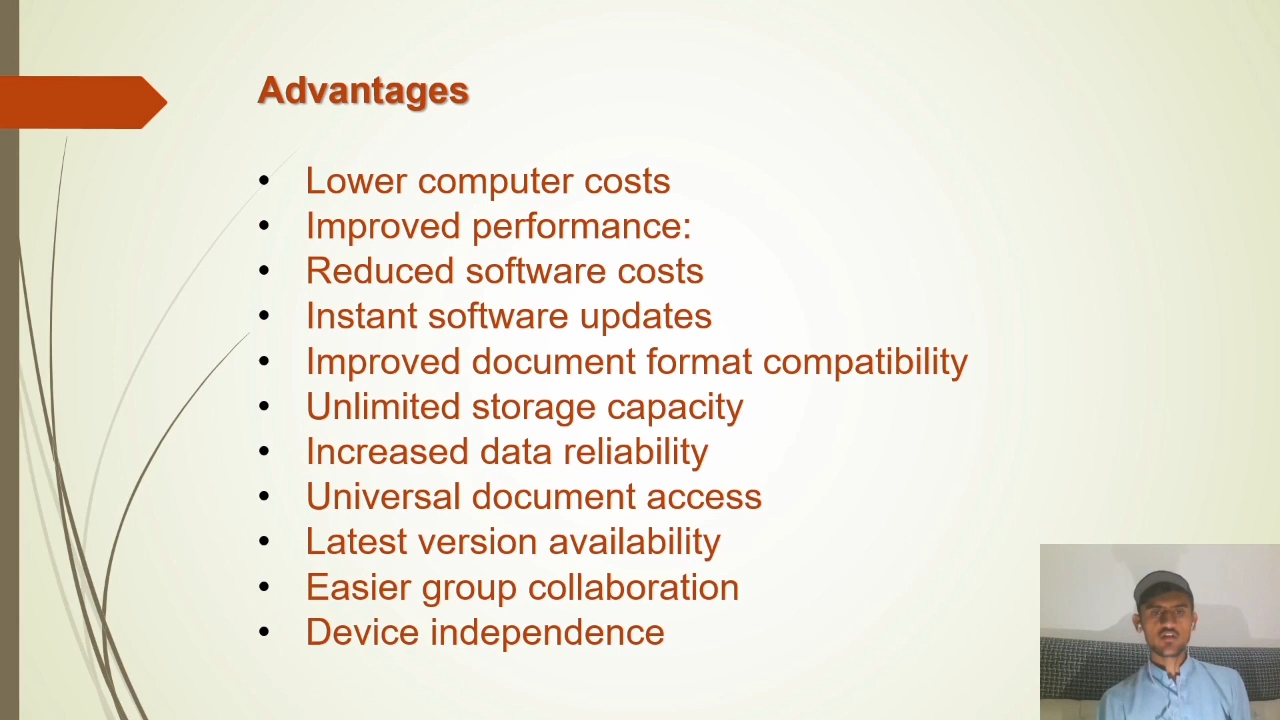 Advantages
• Lower computer costs
• Improved performance:
• Reduced software costs
• Instant software updates
• Improved document format compatibility
• Unlimited storage capacity
• Increased data reliability
• Universal document access
• Latest version availability
• Easier group collaboration
• Device independence